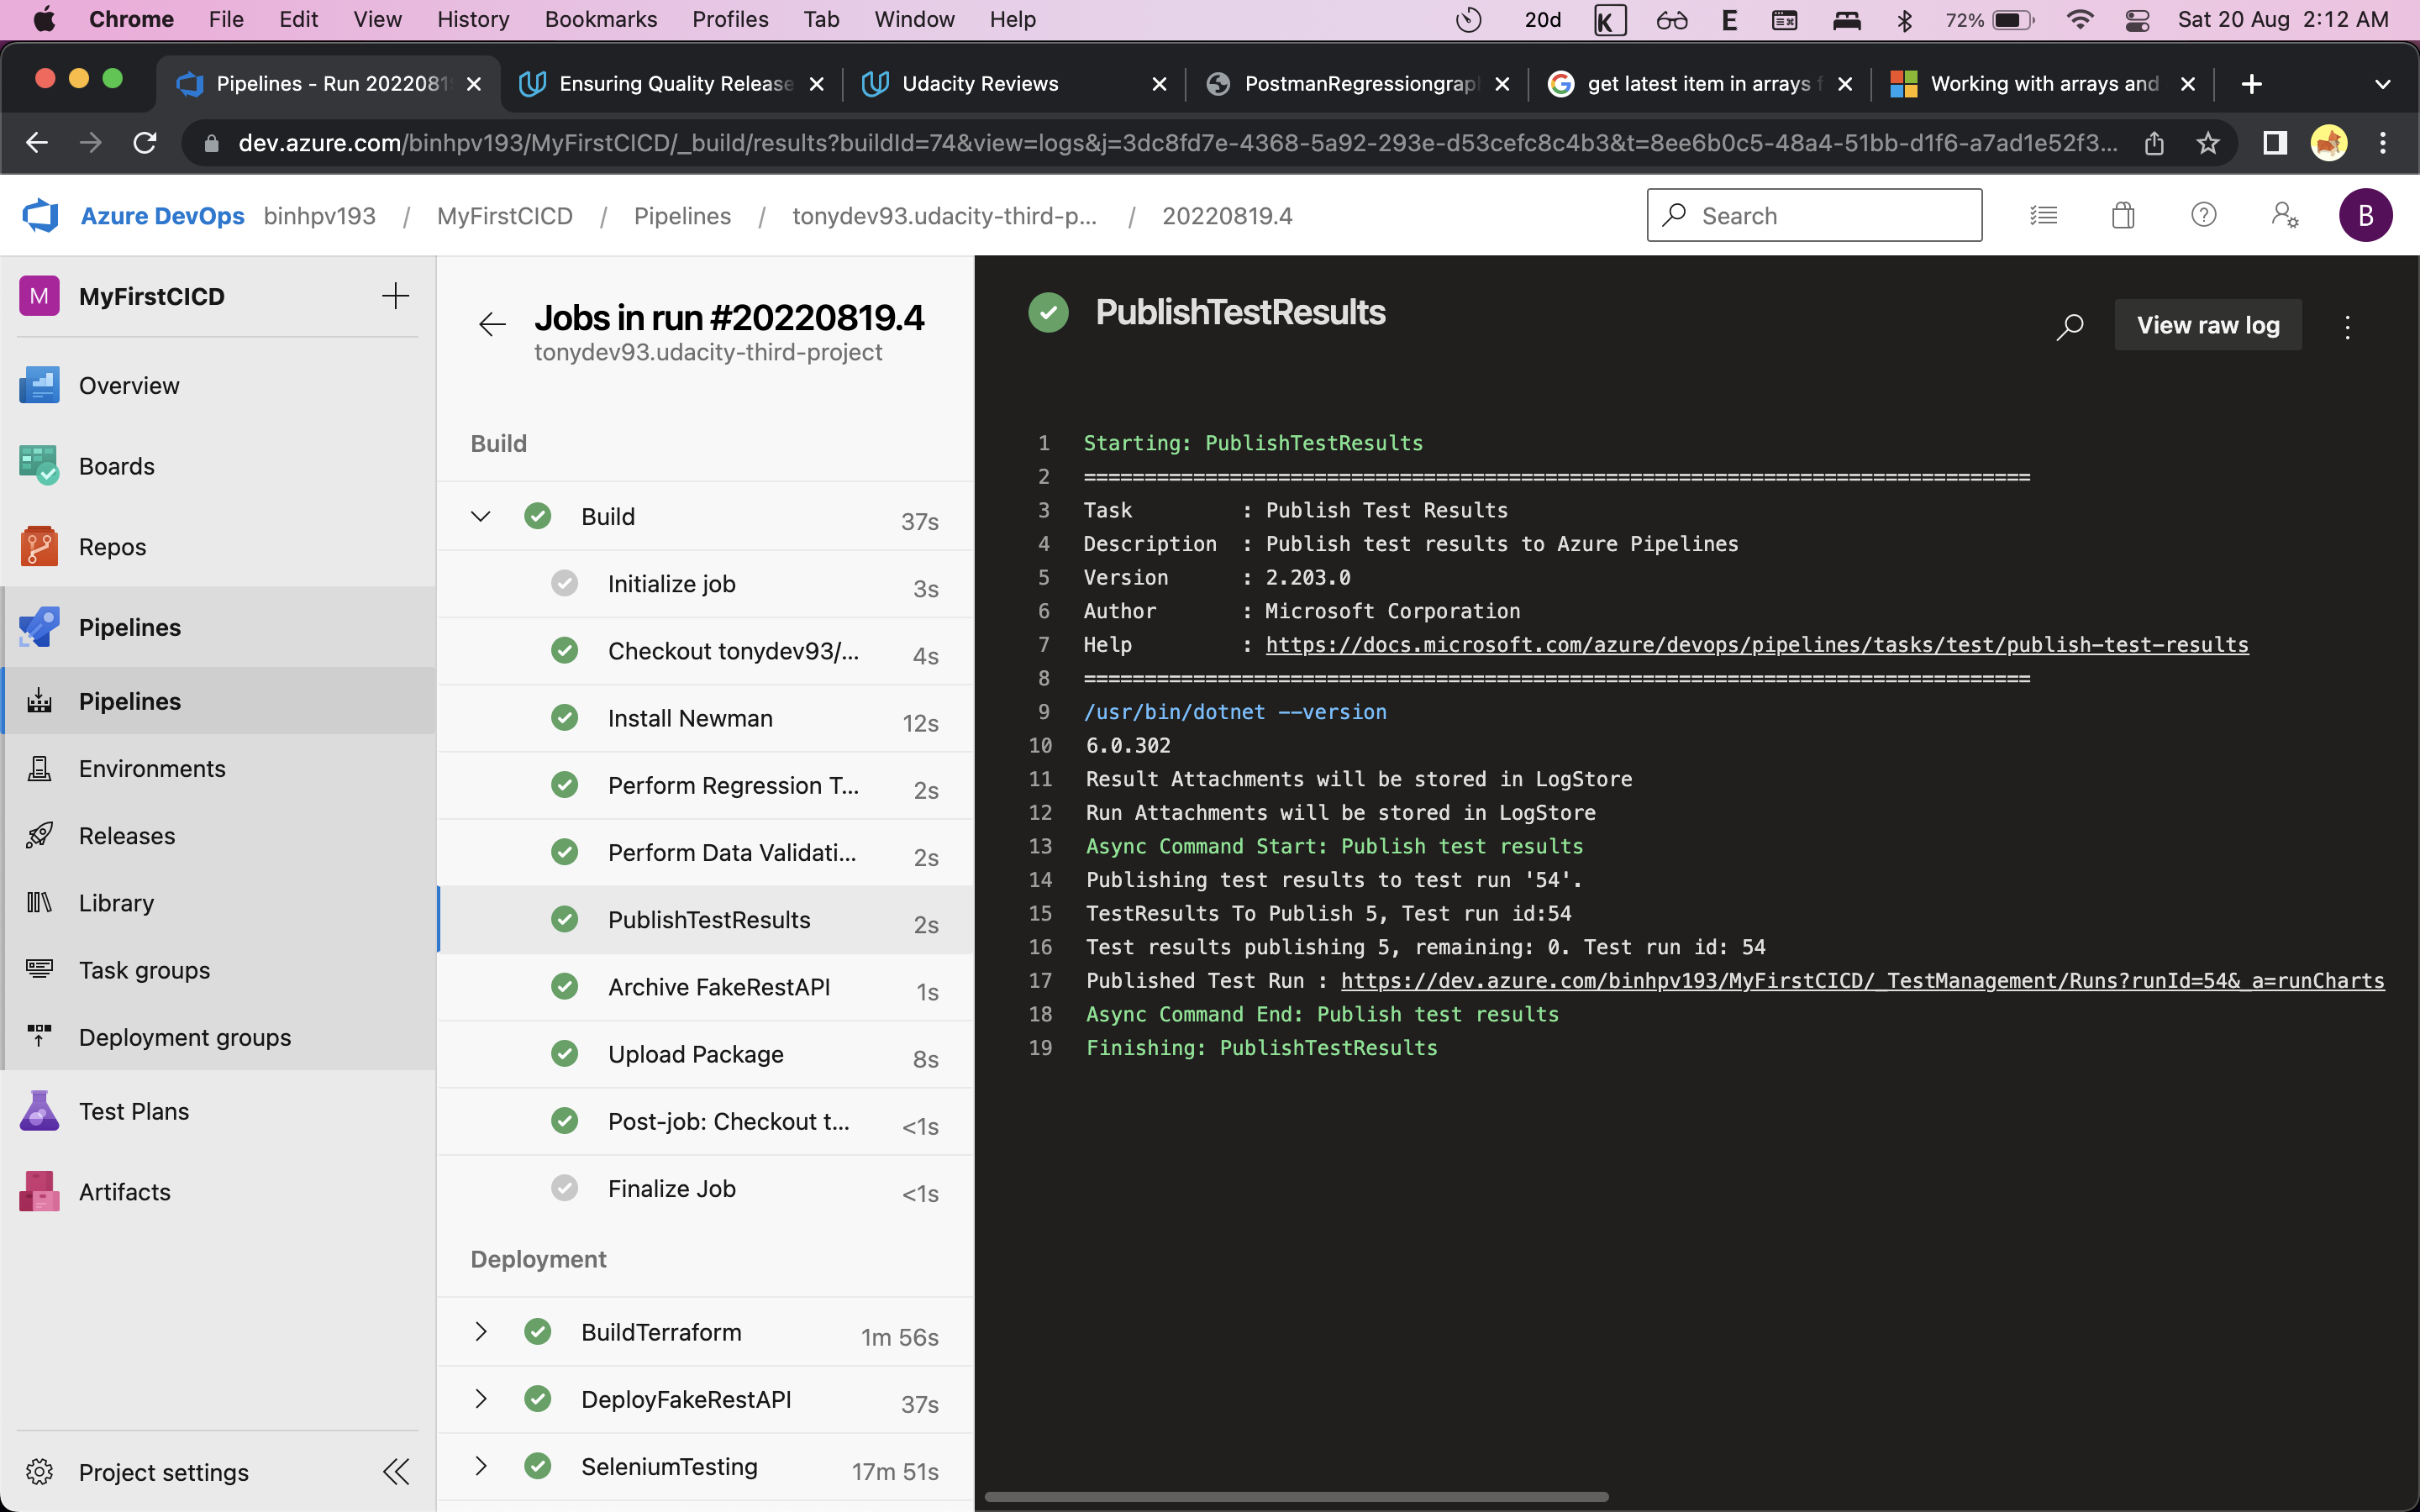 Chrome File Edit View History Bookmarks Profiles Tab Window Help 20d K E 72% Sat 20 Aug 2:12 AM
Pipelines - Run 2022081 Ensuring Quality Release Udacity Reviews PostmanRegressiongrap get latest item in arrays f Working with arrays and
dev.azure.com/binhpv193/MyFirstCICD/_build/results?buildId=74&view=logs&j=3dc8fd7e-4368-5a92-293e-d53cefc8c4b3&t=8ee6b0c5-48a4-51bb-d1f6-a7ad1e52f3...
Azure DevOps binhpv193 / MyFirstCICD / Pipelines / tonydev93.udacity-third-p... / 20220819.4 Search B
M MyFirstCICD
Overview
Boards
Repos
Pipelines
Pipelines
Environments
Releases
Library
Task groups
Deployment groups
Test Plans
Artifacts
Project settings
Jobs in run #20220819.4
tonydev93.udacity-third-project
Build
Build 37s
Initialize job 3s
Checkout tonydev93/... 4s
Install Newman 12s
Perform Regression T... 2s
Perform Data Validati... 2s
PublishTestResults 2s
Archive FakeRestAPI 1s
Upload Package 8s
Post-job: Checkout t... <1s
Finalize Job <1s
Deployment
BuildTerraform 1m 56s
DeployFakeRestAPI 37s
SeleniumTesting 17m 51s
PublishTestResults
View raw log
1 Starting: PublishTestResults
2 ==============================================================================
3 Task : Publish Test Results
4 Description : Publish test results to Azure Pipelines
5 Version : 2.203.0
6 Author : Microsoft Corporation
7 Help : https://docs.microsoft.com/azure/devops/pipelines/tasks/test/publish-test-results
8 ==============================================================================
9 /usr/bin/dotnet --version
10 6.0.302
11 Result Attachments will be stored in LogStore
12 Run Attachments will be stored in LogStore
13 Async Command Start: Publish test results
14 Publishing test results to test run '54'.
15 TestResults To Publish 5, Test run id:54
16 Test results publishing 5, remaining: 0. Test run id: 54
17 Published Test Run : https://dev.azure.com/binhpv193/MyFirstCICD/_TestManagement/Runs?runId=54&_a=runCharts
18 Async Command End: Publish test results
19 Finishing: PublishTestResults